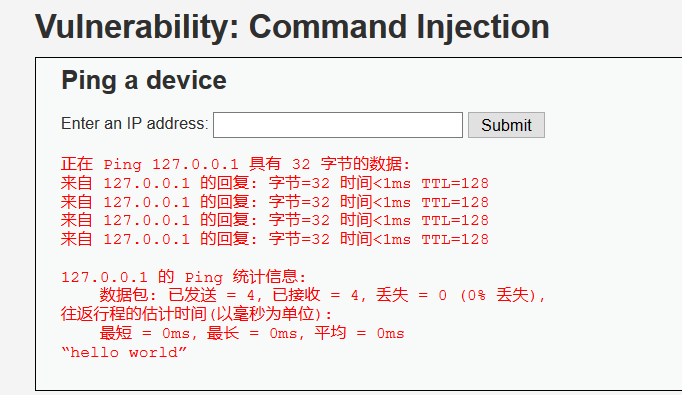 Vulnerability: Command Injection
Ping a device
Enter an IP address: Submit
正在 Ping 127.0.0.1 具有 32 字节的数据:
来自 127.0.0.1 的回复: 字节=32 时间<1ms TTL=128
来自 127.0.0.1 的回复: 字节=32 时间<1ms TTL=128
来自 127.0.0.1 的回复: 字节=32 时间<1ms TTL=128
来自 127.0.0.1 的回复: 字节=32 时间<1ms TTL=128
127.0.0.1 的 Ping 统计信息:
数据包: 已发送 = 4, 已接收 = 4, 丢失 = 0 (0% 丢失),
往返行程的估计时间(以毫秒为单位):
最短 = 0ms, 最长 = 0ms, 平均 = 0ms
“hello world”